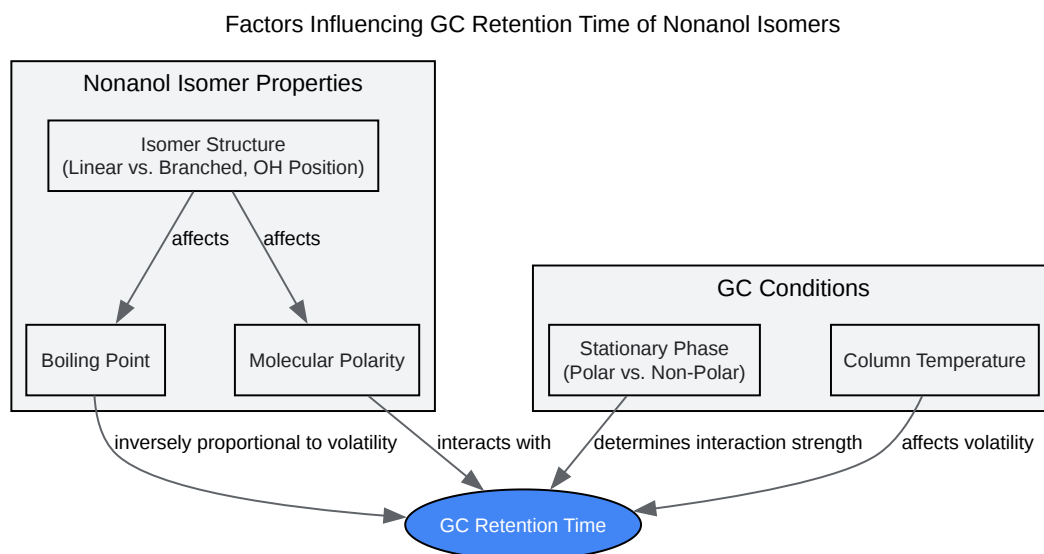 Factors Influencing GC Retention Time of Nonanol Isomers
Nonanol Isomer Properties
Isomer Structure
(Linear vs. Branched, OH Position)
affects
affects
Boiling Point
Molecular Polarity
GC Conditions
Stationary Phase
(Polar vs. Non-Polar)
Column Temperature
inversely proportional to volatility
interacts with
determines interaction strength
affects volatility
GC Retention Time